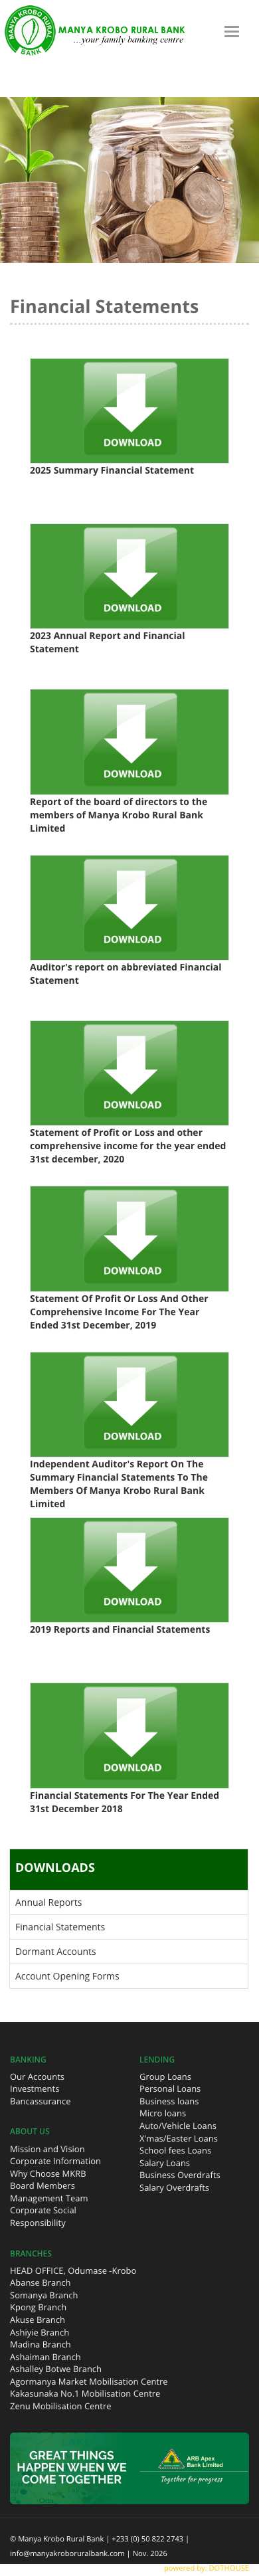 MANYA KROBO RURAL BANK
MANYA KROBO RURAL BANK
...your family banking centre
Financial Statements
DOWNLOAD
2025 Summary Financial Statement
DOWNLOAD
2023 Annual Report and Financial
Statement
DOWNLOAD
Report of the board of directors to the
members of Manya Krobo Rural Bank
Limited
DOWNLOAD
Auditor's report on abbreviated Financial
Statement
DOWNLOAD
Statement of Profit or Loss and other
comprehensive income for the year ended
31st december, 2020
DOWNLOAD
Statement Of Profit Or Loss And Other
Comprehensive Income For The Year
Ended 31st December, 2019
DOWNLOAD
Independent Auditor's Report On The
Summary Financial Statements To The
Members Of Manya Krobo Rural Bank
Limited
DOWNLOAD
2019 Reports and Financial Statements
DOWNLOAD
Financial Statements For The Year Ended
31st December 2018
DOWNLOADS
Annual Reports
Financial Statements
Dormant Accounts
Account Opening Forms
BANKING
Our Accounts
Investments
Bancassurance
ABOUT US
Mission and Vision
Corporate Information
Why Choose MKRB
Board Members
Management Team
Corporate Social
Responsibility
LENDING
Group Loans
Personal Loans
Business loans
Micro loans
Auto/Vehicle Loans
X'mas/Easter Loans
School fees Loans
Salary Loans
Business Overdrafts
Salary Overdrafts
BRANCHES
HEAD OFFICE, Odumase -Krobo
Abanse Branch
Somanya Branch
Kpong Branch
Akuse Branch
Ashiyie Branch
Madina Branch
Ashaiman Branch
Ashalley Botwe Branch
Agormanya Market Mobilisation Centre
Kakasunaka No.1 Mobilisation Centre
Zenu Mobilisation Centre
GREAT THINGS
HAPPEN WHEN WE
COME TOGETHER
ARB Apex
Bank Limited
Together for progress
© Manya Krobo Rural Bank | +233 (0) 50 822 2743 |
info@manyakroboruralbank.com | Nov. 2026
powered by: DOTHOUSE